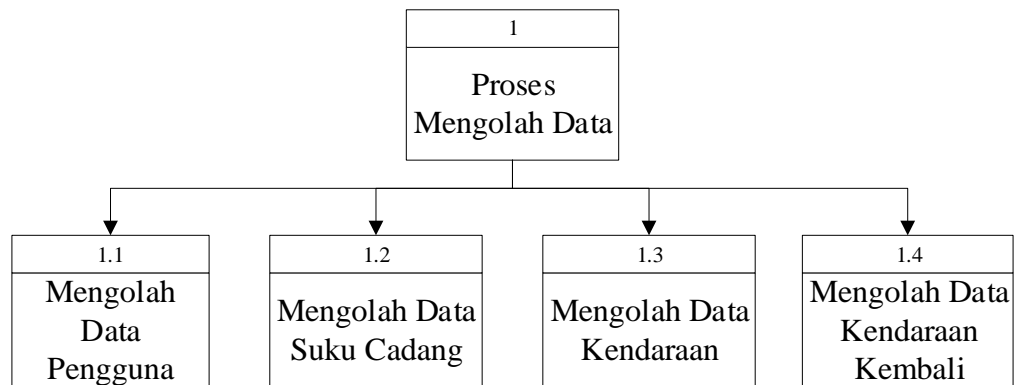 1
Proses
Mengolah Data
1.1
Mengolah
Data
Pengguna
1.2
Mengolah Data
Suku Cadang
1.3
Mengolah Data
Kendaraan
1.4
Mengolah Data
Kendaraan
Kembali